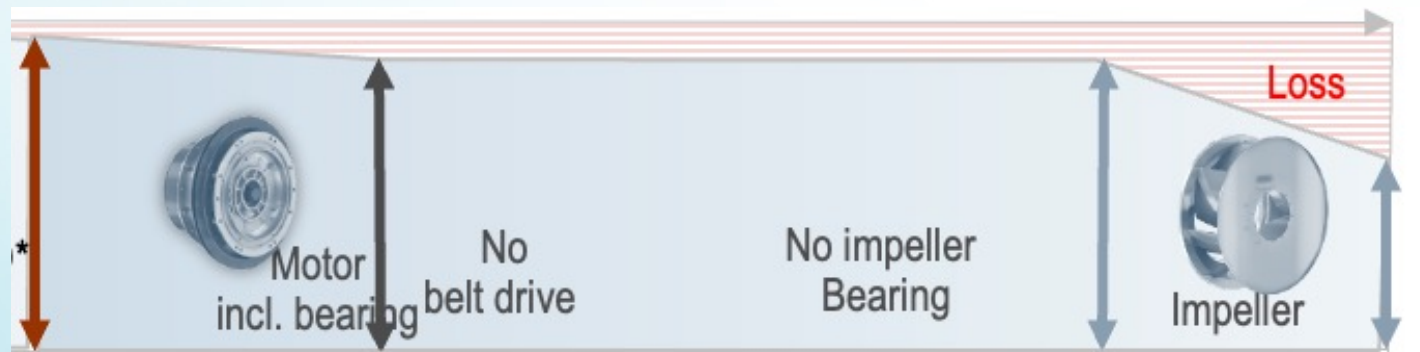 Loss
Motor
incl. bearing
No
belt drive
No impeller
Bearing
Impeller